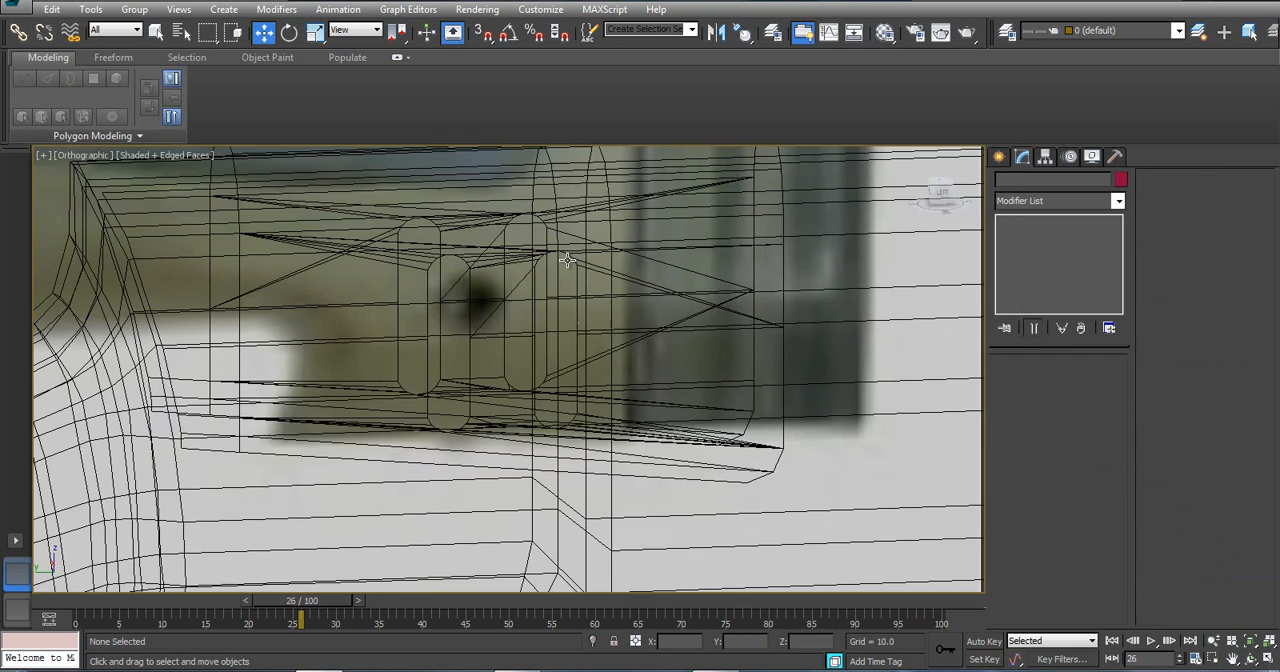 Edit Tools Group Views Create Modifiers Animation Graph Editors Rendering Customize MAXScript Help
All View Create Selection Se 0 (default)
Modeling Freeform Selection Object Paint Populate
Polygon Modeling
[+] [Orthographic] [Shaded + Edged Faces]
LEFT
Modifier List
z
y
26 / 100
0 5 10 15 20 25 30 35 40 45 50 55 60 65 70 75 80 85 90 95 100
None Selected X: Y: Z: Grid = 10.0 Auto Key Selected
Welcome to M Click and drag to select and move objects Add Time Tag Set Key Key Filters... 26